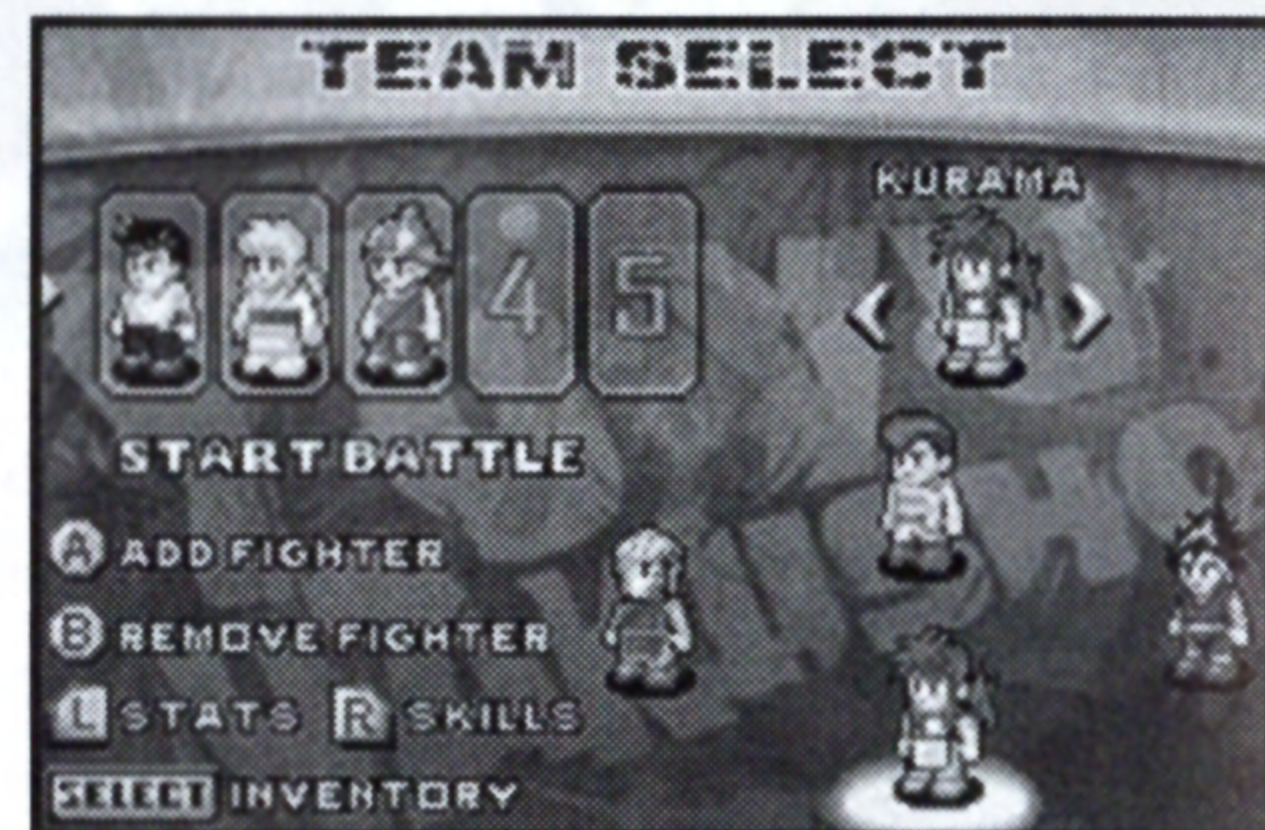 TEAM SELECT
KURAMA
4 5
START BATTLE
A ADD FIGHTER
B REMOVE FIGHTER
L STATS R SKILLS
SELECT INVENTORY